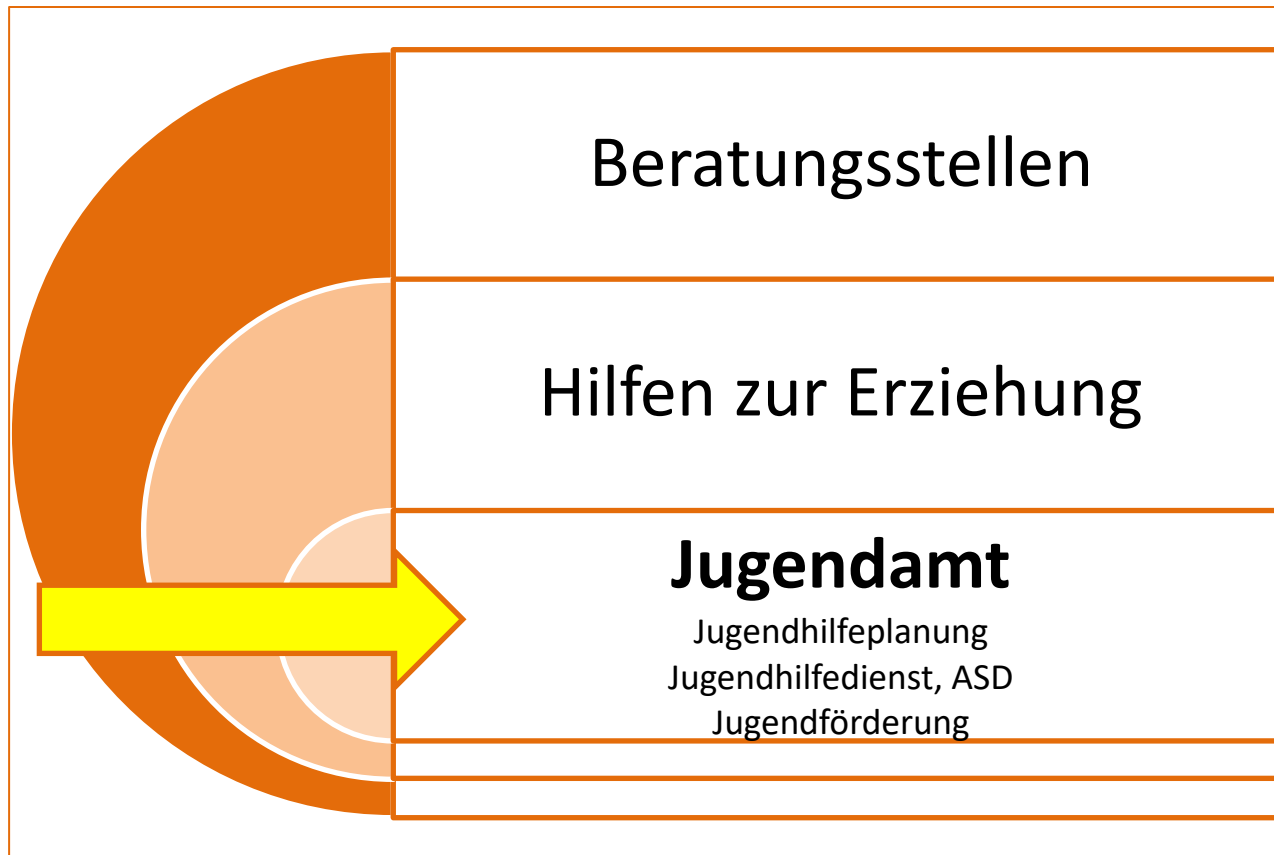 Beratungsstellen
Hilfen zur Erziehung
Jugendamt
Jugendhilfeplanung
Jugendhilfedienst, ASD
Jugendförderung